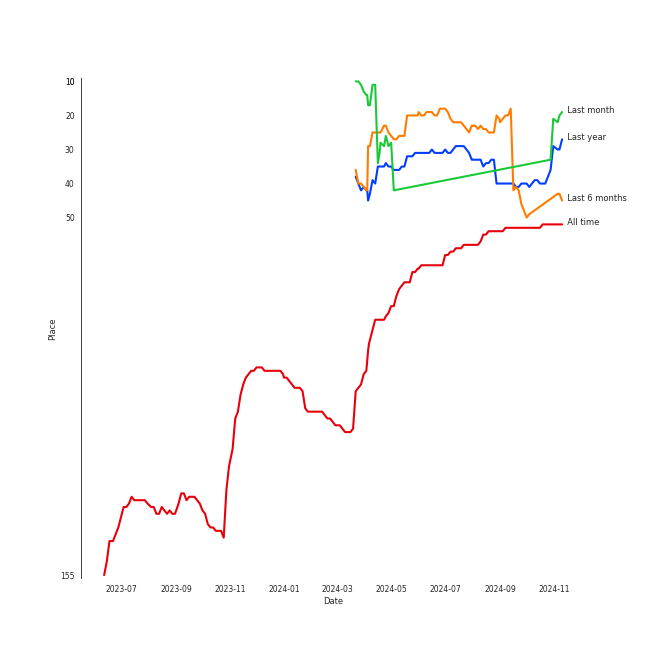 10
20
30
40
50
155
Place
2023-07
2023-09
2023-11
2024-01
2024-03
2024-05
2024-07
2024-09
2024-11
Date
Last month
Last year
Last 6 months
All time